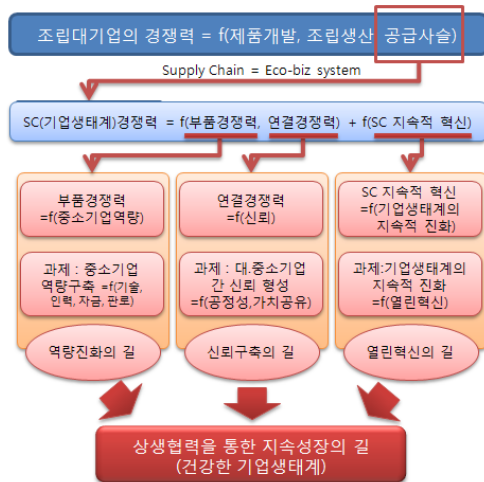 조립대기업의 경쟁력 = f(제품개발, 조립생산, 공급사슬)
Supply Chain = Eco-biz system
SC(기업생태계)경쟁력 = f(부품경쟁력, 연결경쟁력) + f(SC 지속적 혁신)
부품경쟁력
=f(중소기업역량)
과제 : 중소기업
역량구축 =f(기술,
인력, 자금, 판로)
역량진화의 길
연결경쟁력
=f(신뢰)
과제 : 대.중소기업
간 신뢰 형성
=f(공정성,가치공유)
신뢰구축의 길
SC 지속적 혁신
=f(기업생태계의
지속적 진화)
과제:기업생태계의
지속적 진화
=f(열린혁신)
열린혁신의 길
상생협력을 통한 지속성장의 길
(건강한 기업생태계)